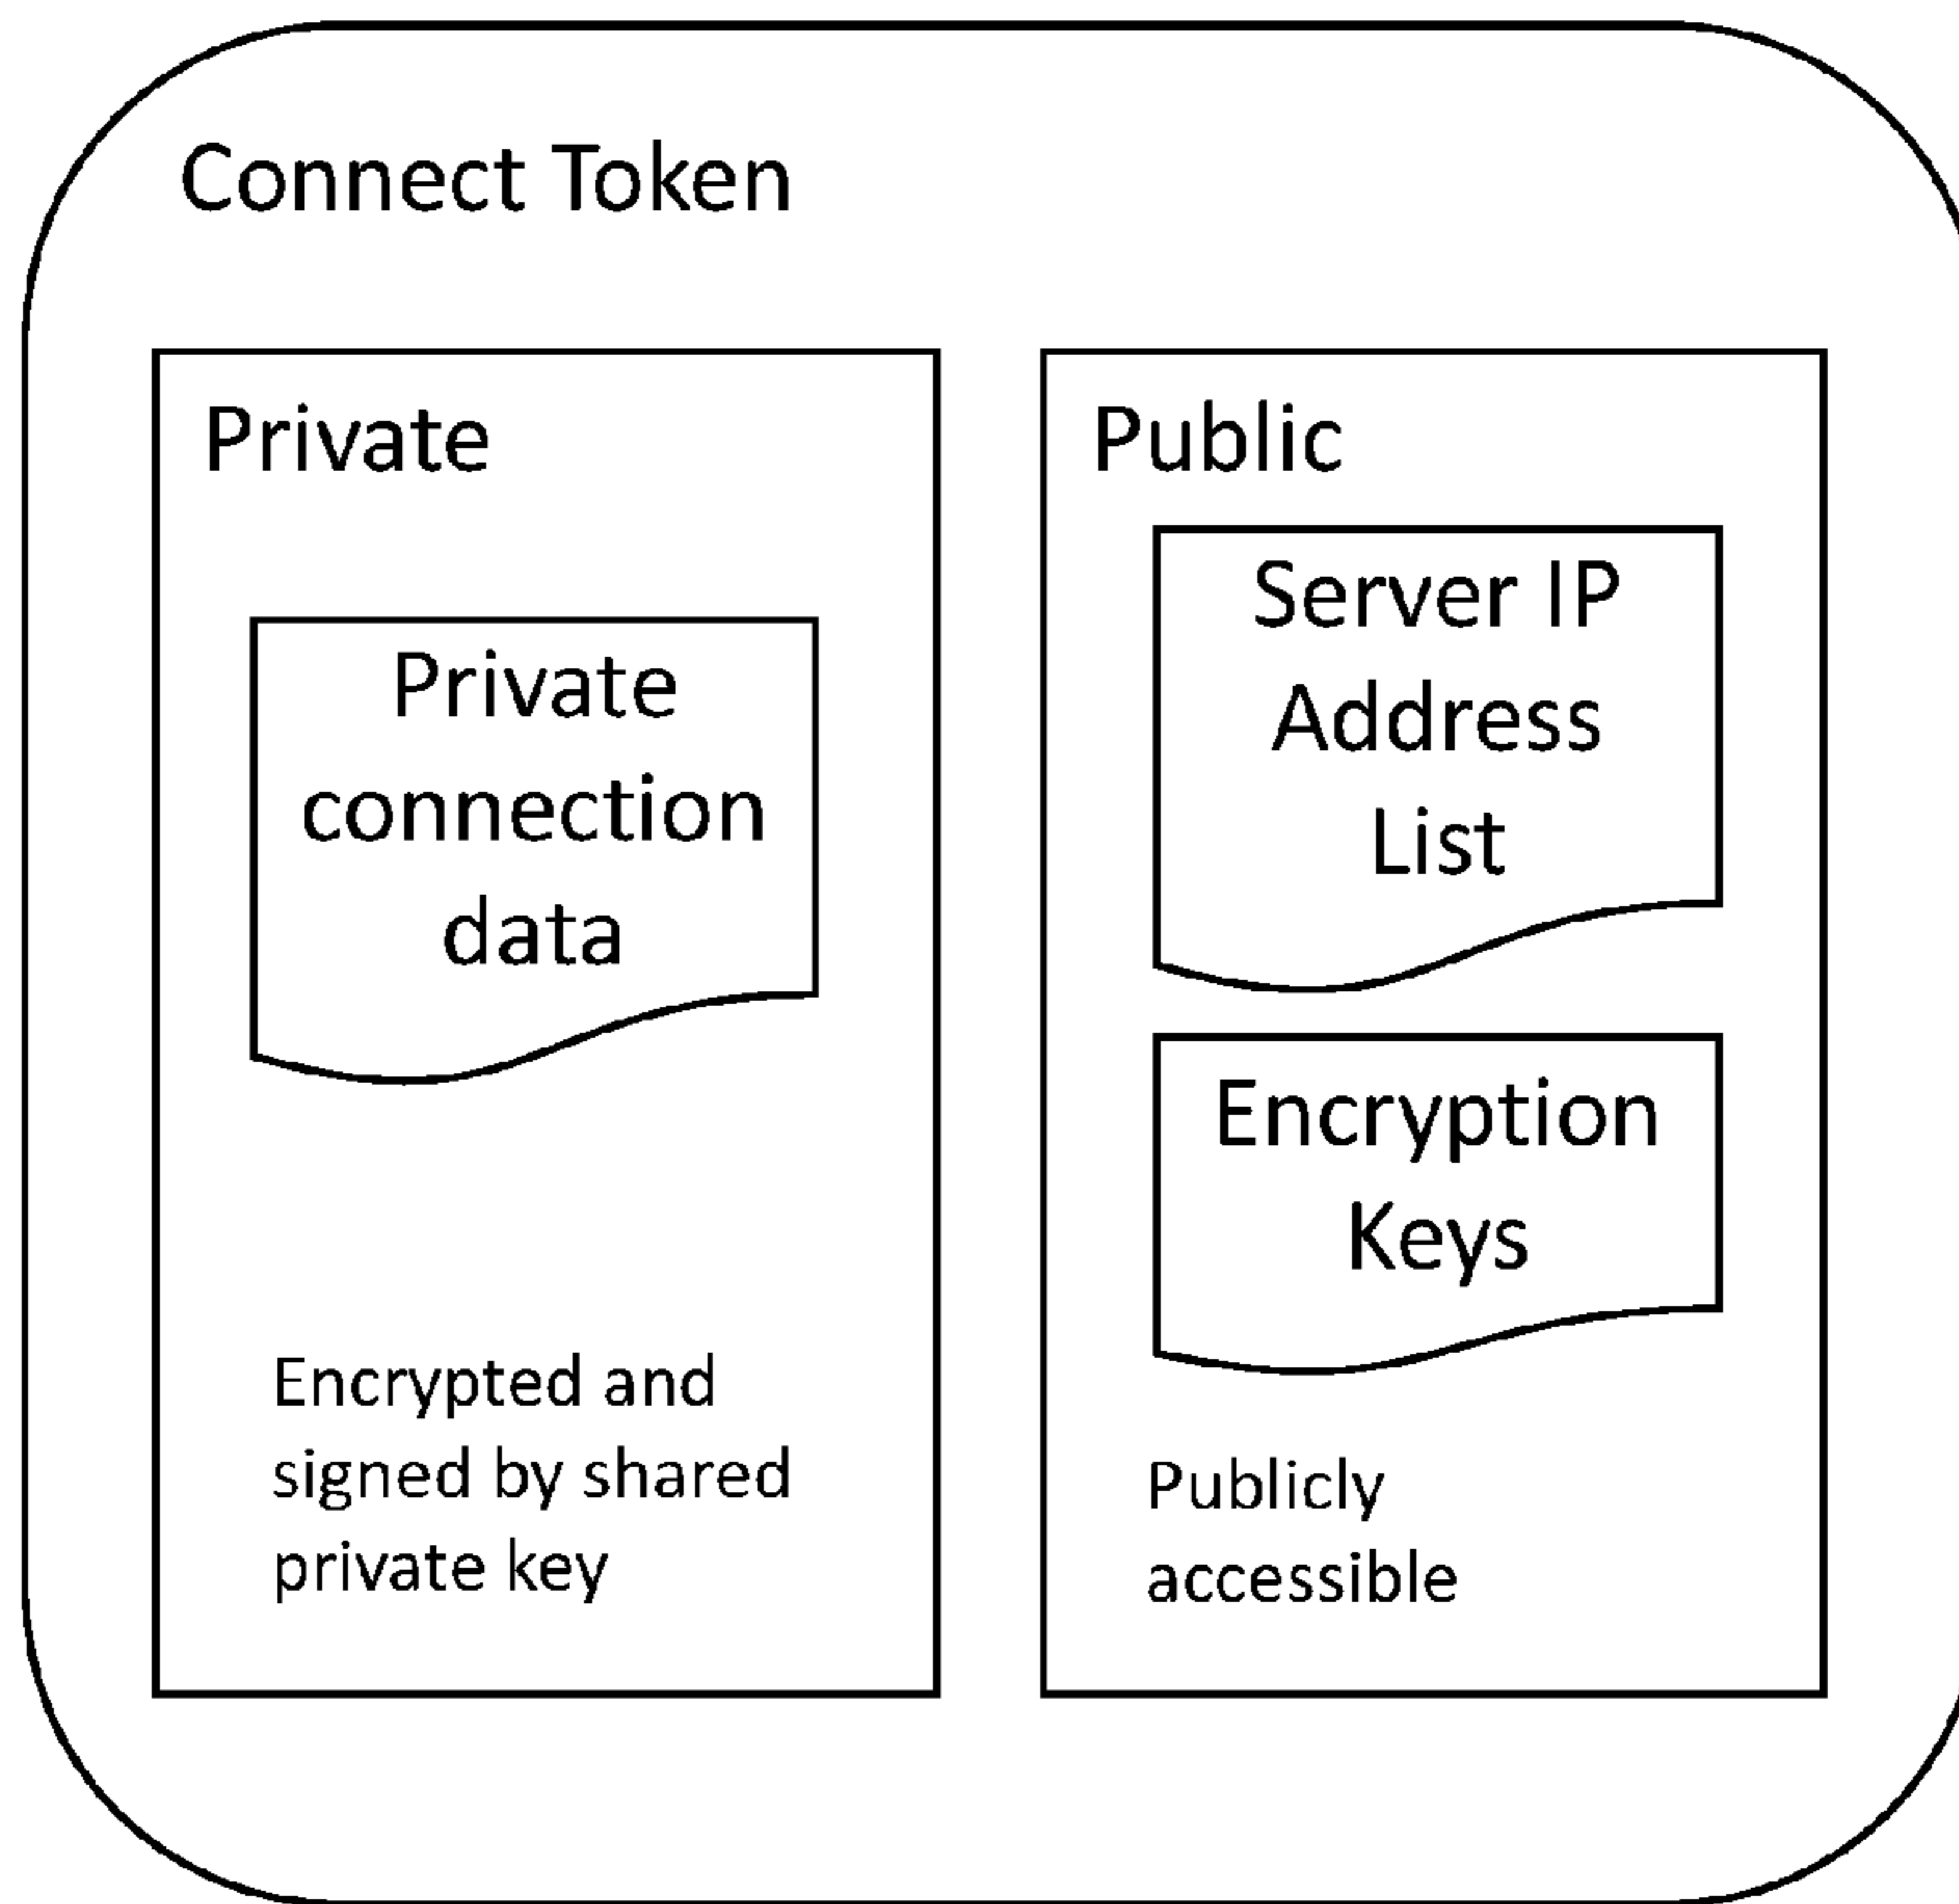 Connect Token
Private
Private
connection
data
Encrypted and
signed by shared
private key
Public
Server IP
Address
List
Encryption
Keys
Publicly
accessible